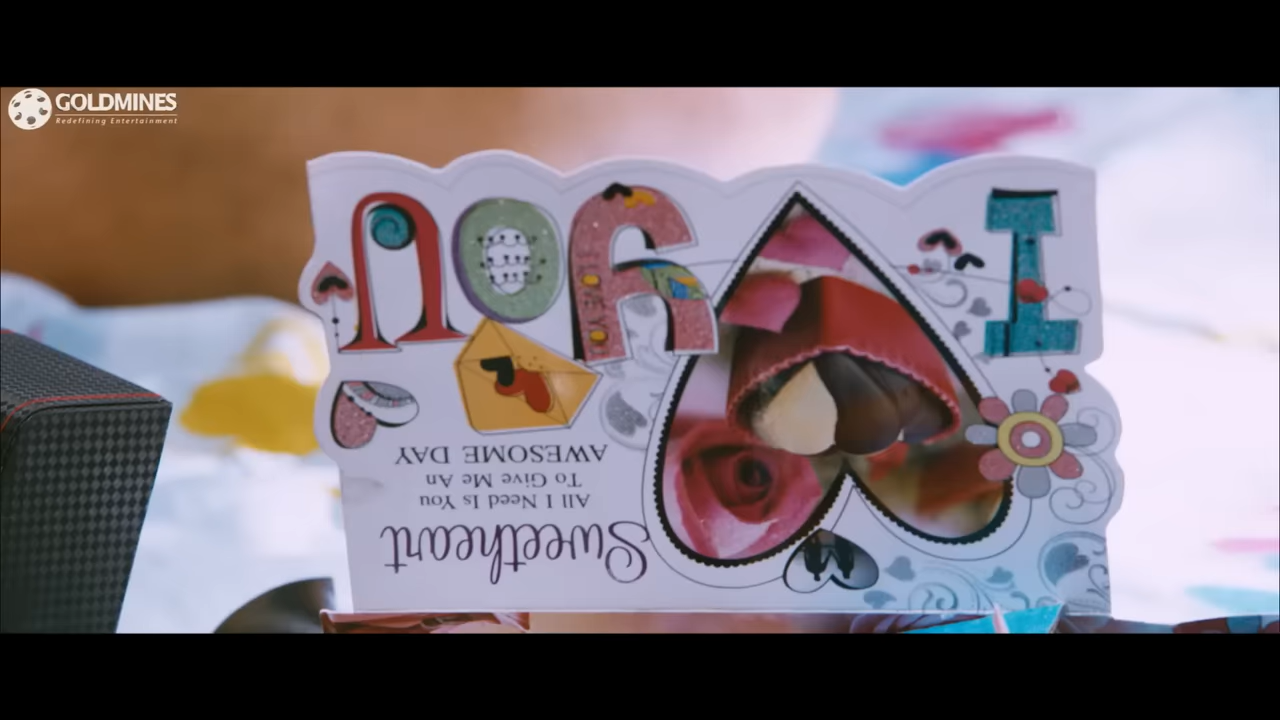 GOLDMINES
Redefining Entertainment
I YOU
Sweetheart
All I Need Is You
To Give Me An
AWESOME DAY